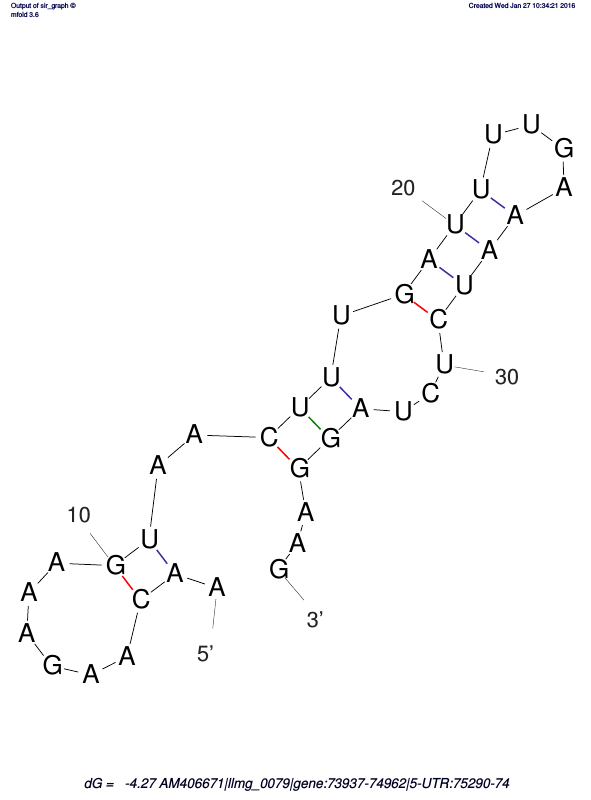 Output of sir_graph ©
mfold 3.6
Created Wed Jan 27 10:34:21 2016
U U
U G
20 U A
U A
A A
G U
U C
U U 30
U A U C
C G
A G
A A
10 U A
A G A A G
A C 3'
A A 5'
G A
dG = -4.27 AM406671|llmg_0079|gene:73937-74962|5-UTR:75290-74